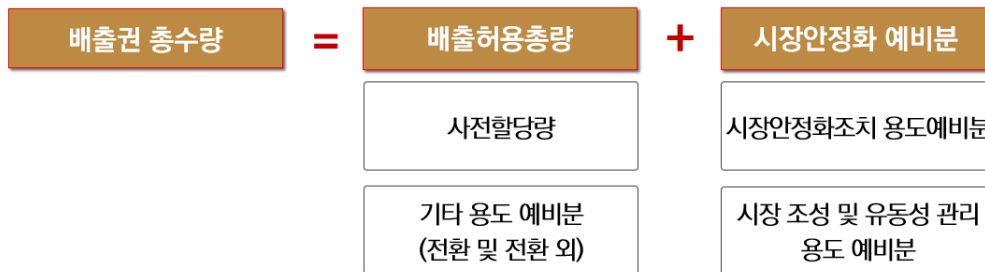 배출권 총수량 = 배출허용총량 + 시장안정화 예비분
사전할당량
시장안정화조치 용도예비분
기타 용도 예비분
(전환 및 전환 외)
시장 조성 및 유동성 관리
용도 예비분